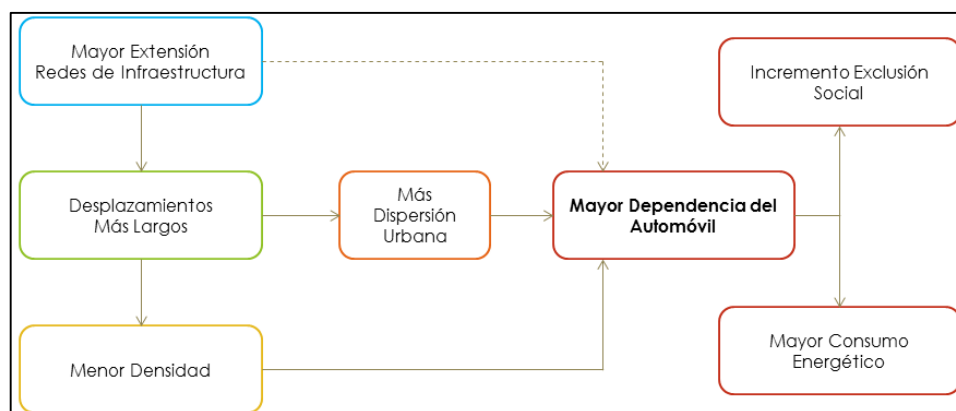 Mayor Extensión
Redes de Infraestructura
Incremento Exclusión
Social
Desplazamientos
Más Largos
Más
Dispersión
Urbana
Mayor Dependencia del
Automóvil
Menor Densidad
Mayor Consumo
Energético